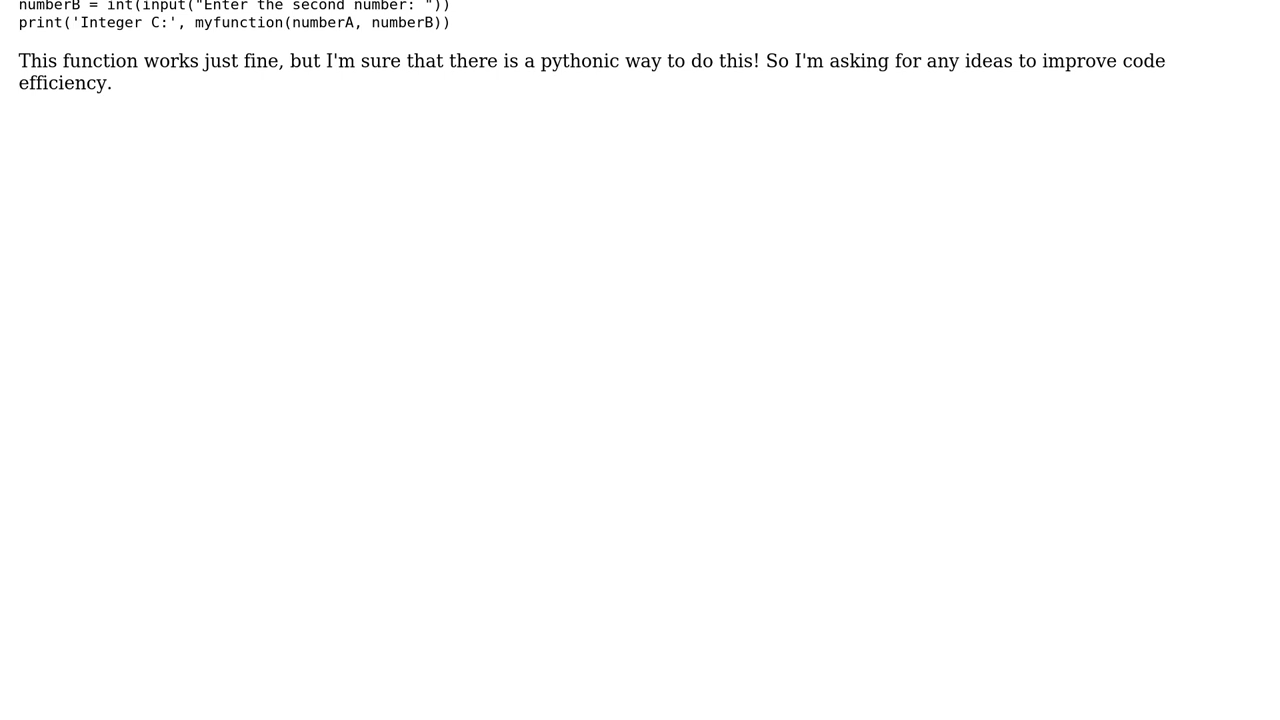 numberB = int(input("Enter the second number: "))
print('Integer C:', myfunction(numberA, numberB))
This function works just fine, but I'm sure that there is a pythonic way to do this! So I'm asking for any ideas to improve code
efficiency.